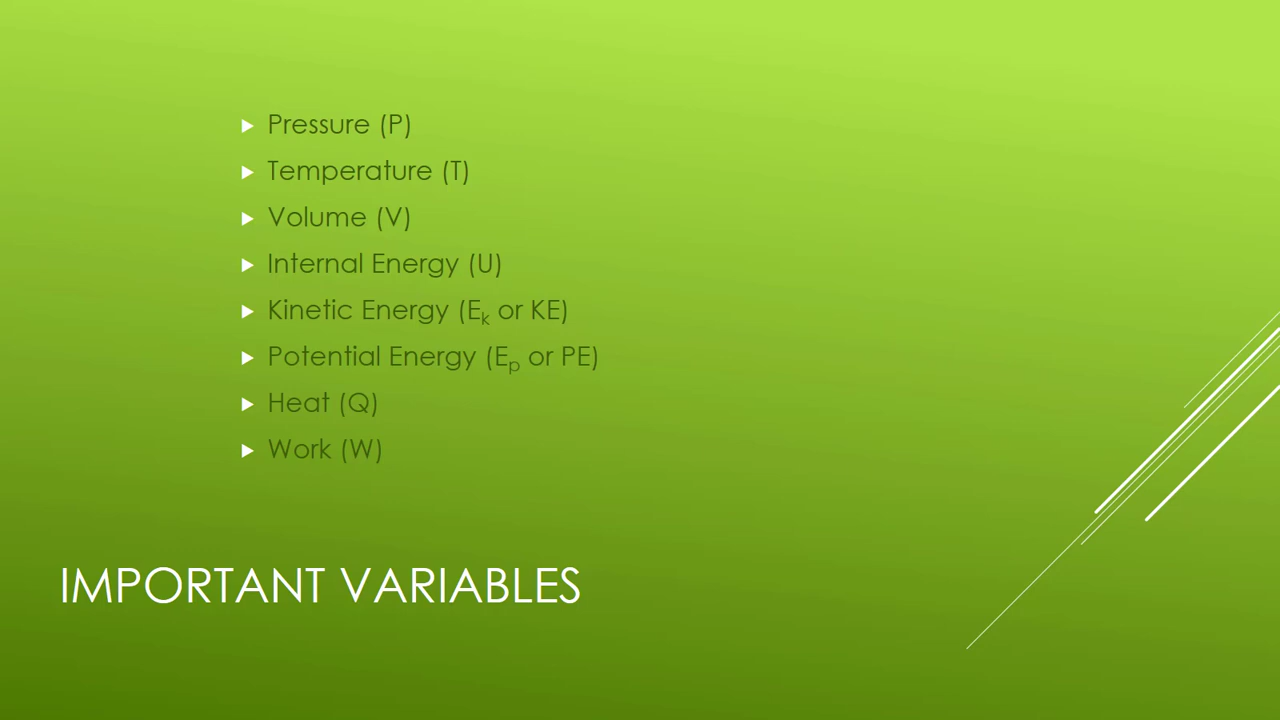 Pressure (P)
Temperature (T)
Volume (V)
Internal Energy (U)
Kinetic Energy (Ek or KE)
Potential Energy (Ep or PE)
Heat (Q)
Work (W)
IMPORTANT VARIABLES